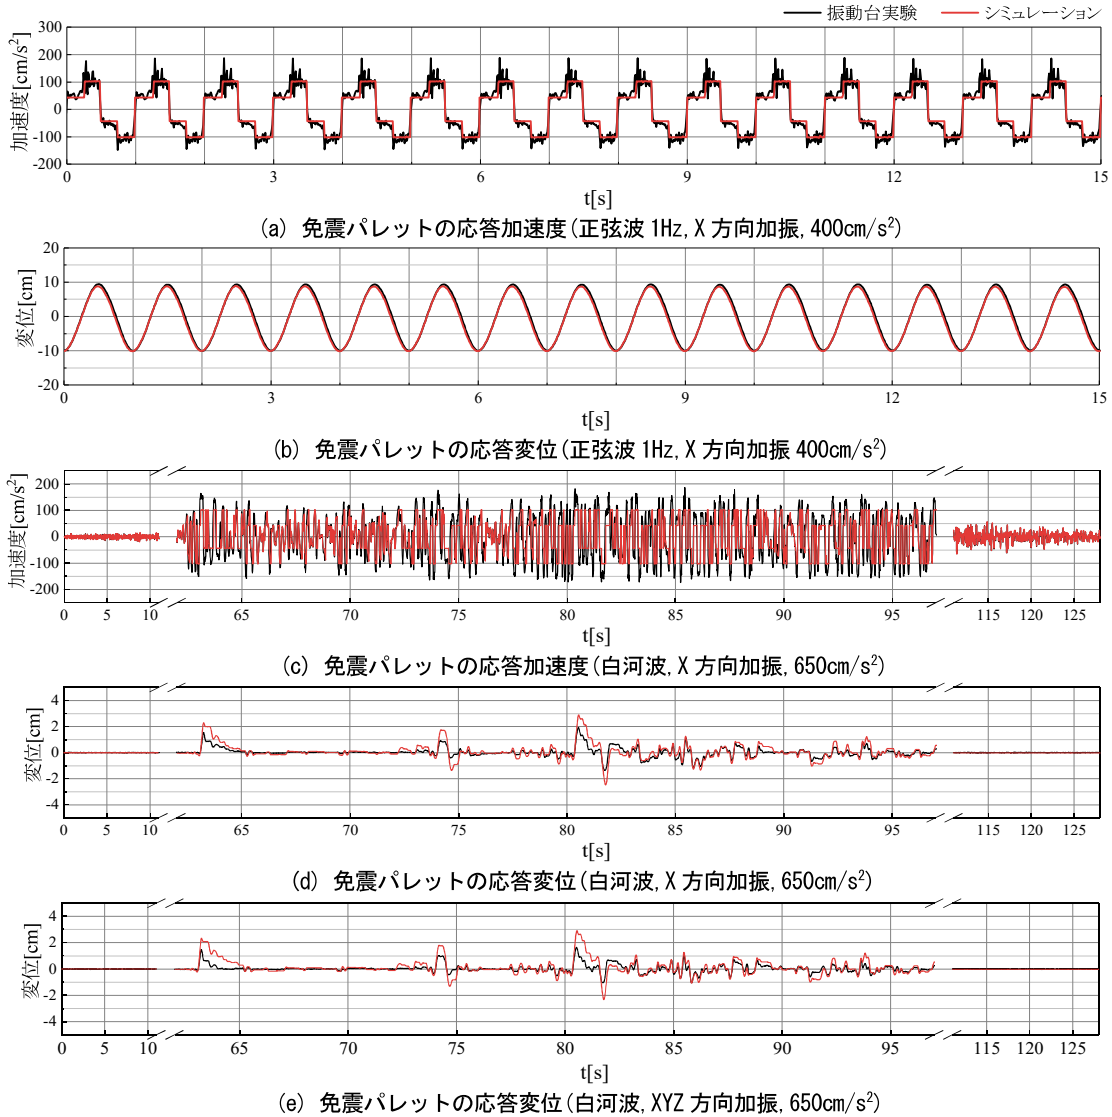 振動台実験 シミュレーション
加速度[cm/s²]
300
200
100
0
-100
-200
0 3 6 9 12 15
t[s]
(a) 免震パレットの応答加速度(正弦波 1Hz, X 方向加振, 400cm/s²)
変位[cm]
20
10
0
-10
-20
0 3 6 9 12 15
t[s]
(b) 免震パレットの応答変位(正弦波 1Hz, X 方向加振 400cm/s²)
加速度[cm/s²]
200
100
0
-100
-200
0 5 10 65 70 75 80 85 90 95 115 120 125
t[s]
(c) 免震パレットの応答加速度(白河波, X 方向加振, 650cm/s²)
変位[cm]
4
2
0
-2
-4
0 5 10 65 70 75 80 85 90 95 115 120 125
t[s]
(d) 免震パレットの応答変位(白河波, X 方向加振, 650cm/s²)
変位[cm]
4
2
0
-2
-4
0 5 10 65 70 75 80 85 90 95 115 120 125
t[s]
(e) 免震パレットの応答変位(白河波, XYZ 方向加振, 650cm/s²)